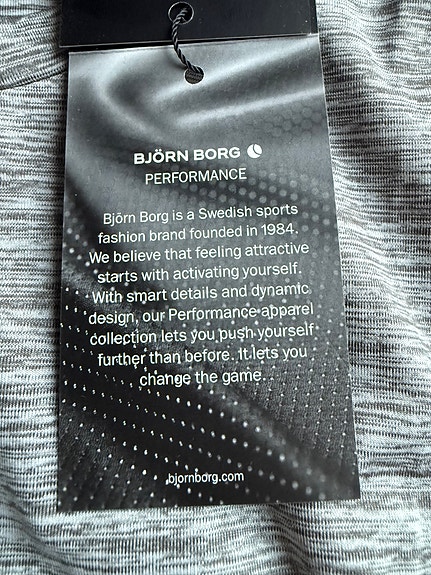 BJÖRN BORG
PERFORMANCE
Björn Borg is a Swedish sports
fashion brand founded in 1984.
We believe that feeling attractive
starts with activating yourself.
With smart details and dynamic
design, our Performance apparel
collection lets you push yourself
further than before. It lets you
change the game.
bjornborg.com